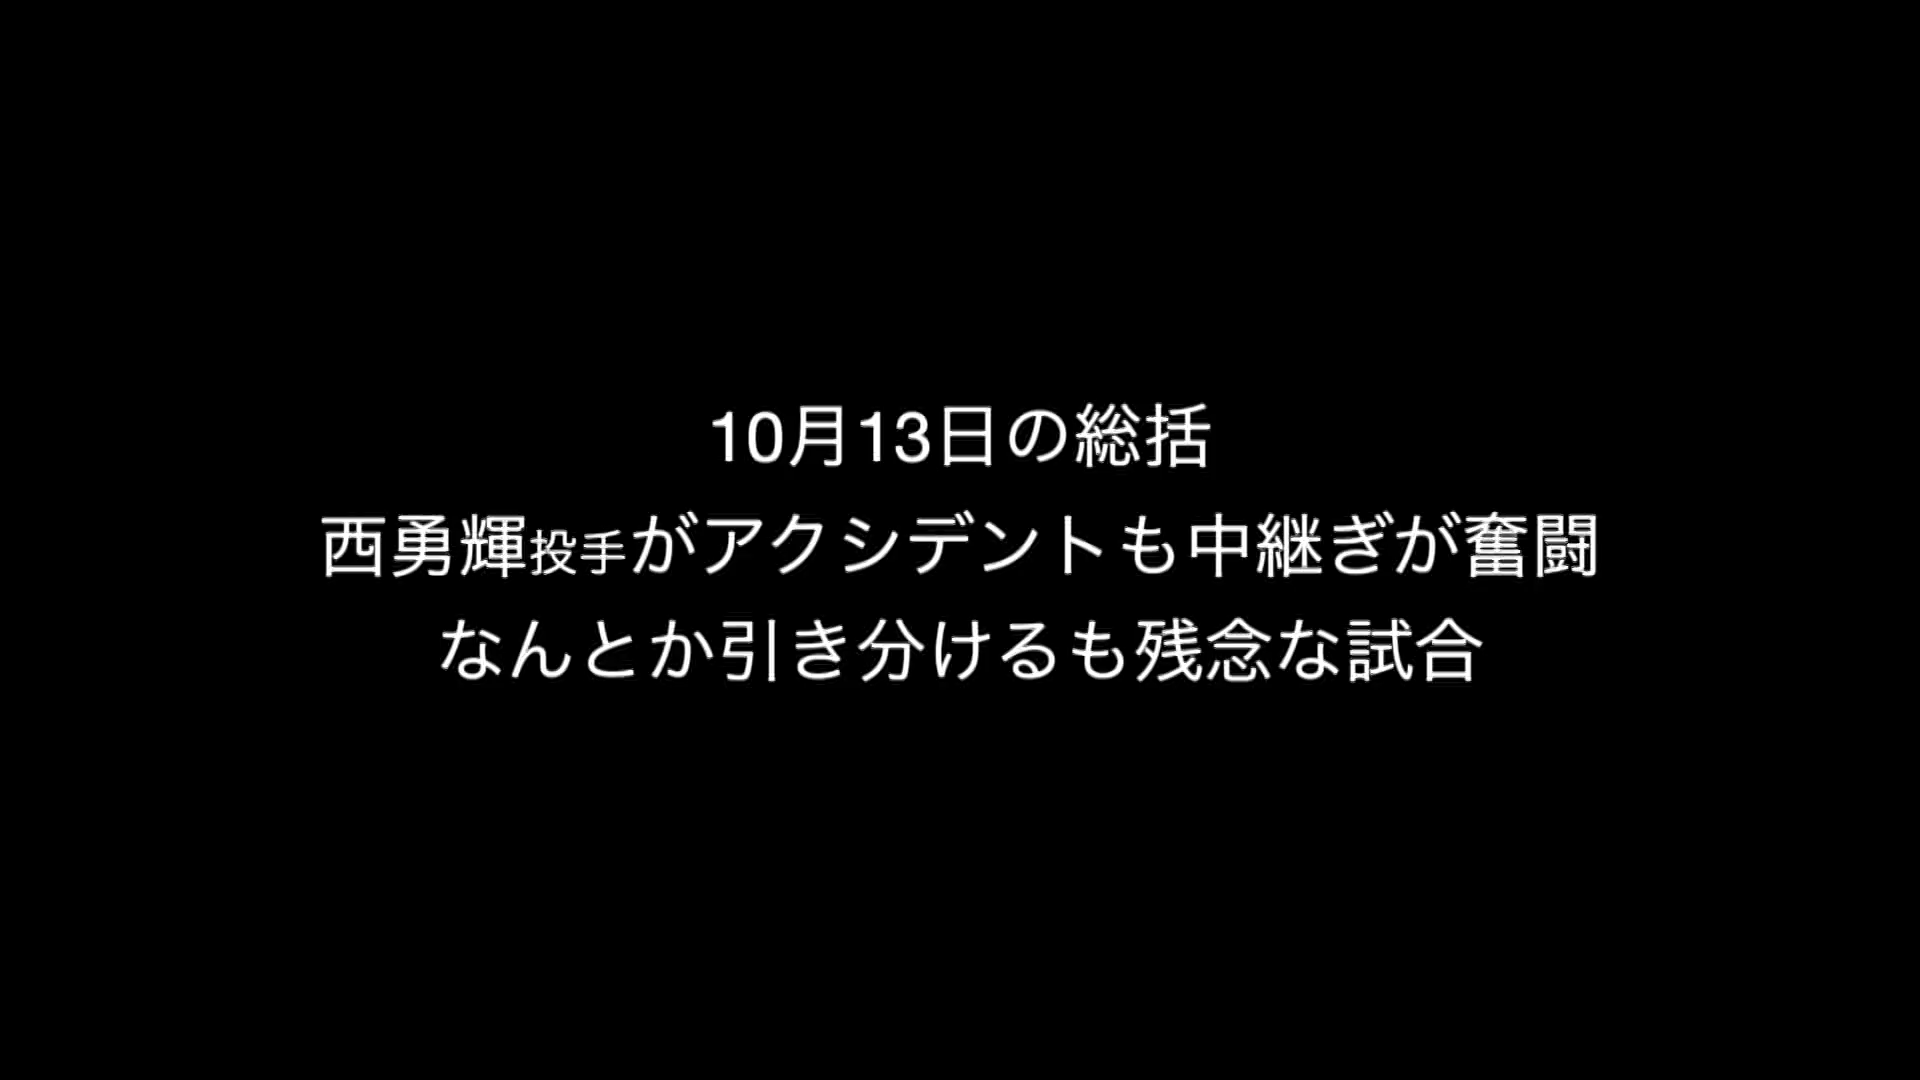 10月13日の総括
西勇輝投手がアクシデントも中継ぎが奮闘
なんとか引き分けるも残念な試合